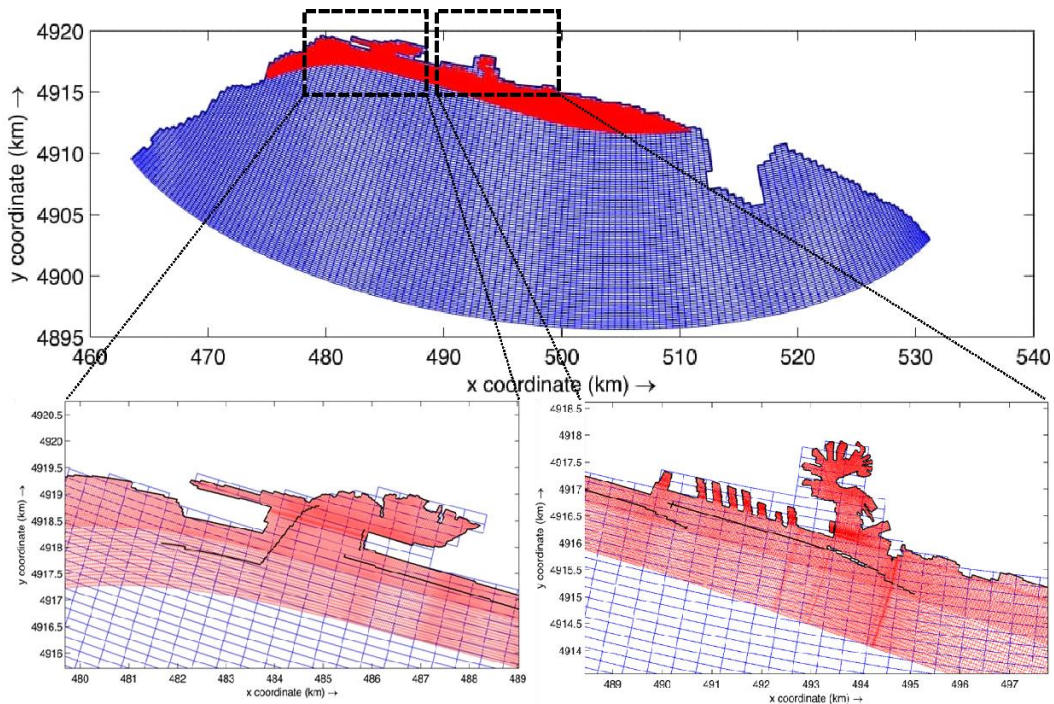 4920
4915
4910
4905
4900
4895
y coordinate (km) →
460 470 480 490 500 510 520 530 540
x coordinate (km) →
4920.5
4920
4919.5
4919
4918.5
4918
4917.5
4917
4916.5
4916
y coordinate (km) →
480 481 482 483 484 485 486 487 488 489
x coordinate (km) →
4918.5
4918
4917.5
4917
4916.5
4916
4915.5
4915
4914.5
4914
y coordinate (km) →
489 490 491 492 493 494 495 496 497
x coordinate (km) →